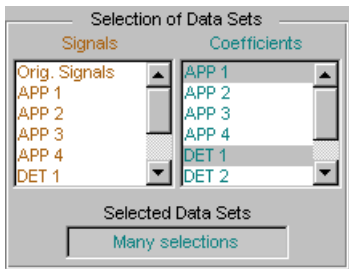 Selection of Data Sets
Signals
Coefficients
Orig. Signals
APP 1
APP 2
APP 3
APP 4
DET 1
APP 1
APP 2
APP 3
APP 4
DET 1
DET 2
Selected Data Sets
Many selections